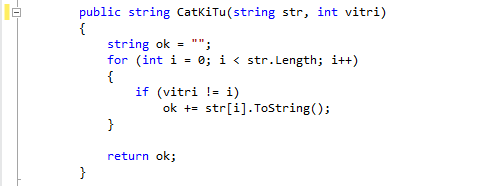 public string CatKiTu(string str, int vitri)
{
string ok = "";
for (int i = 0; i < str.Length; i++)
{
if (vitri != i)
ok += str[i].ToString();
}
return ok;
}